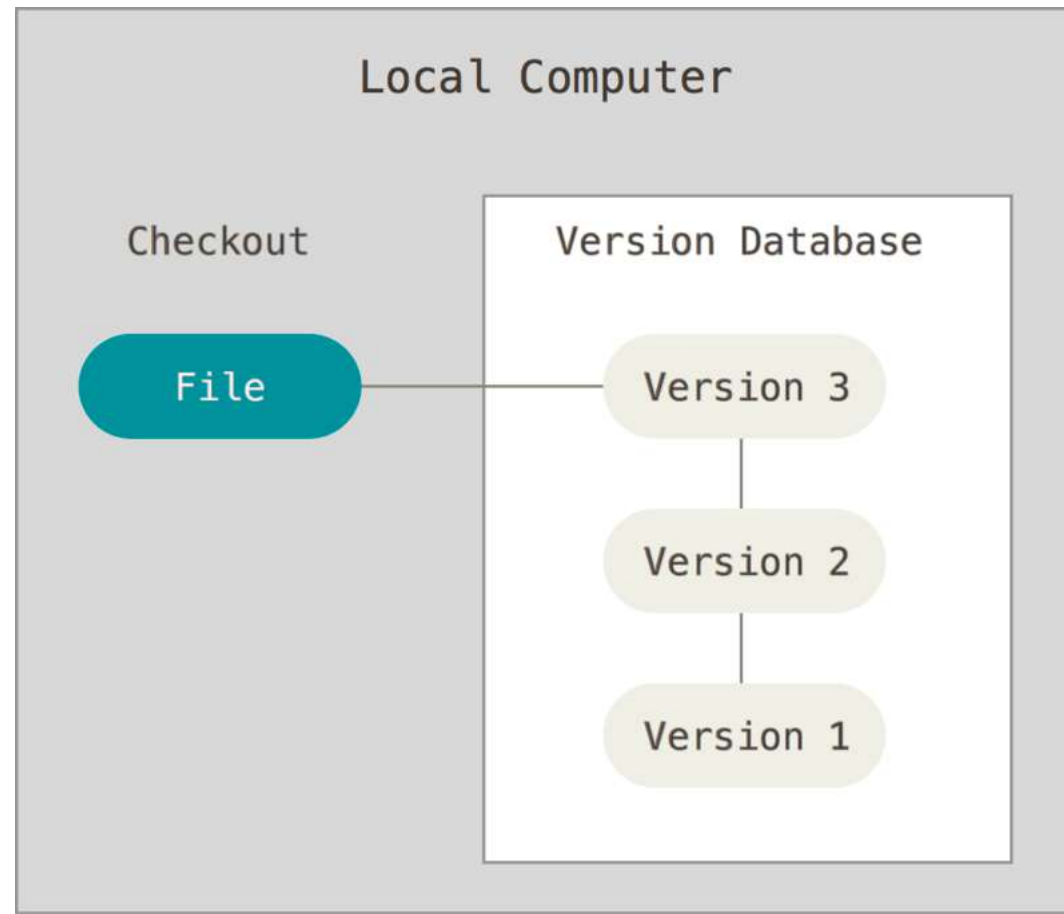 Local Computer
Checkout
Version Database
File
Version 3
Version 2
Version 1